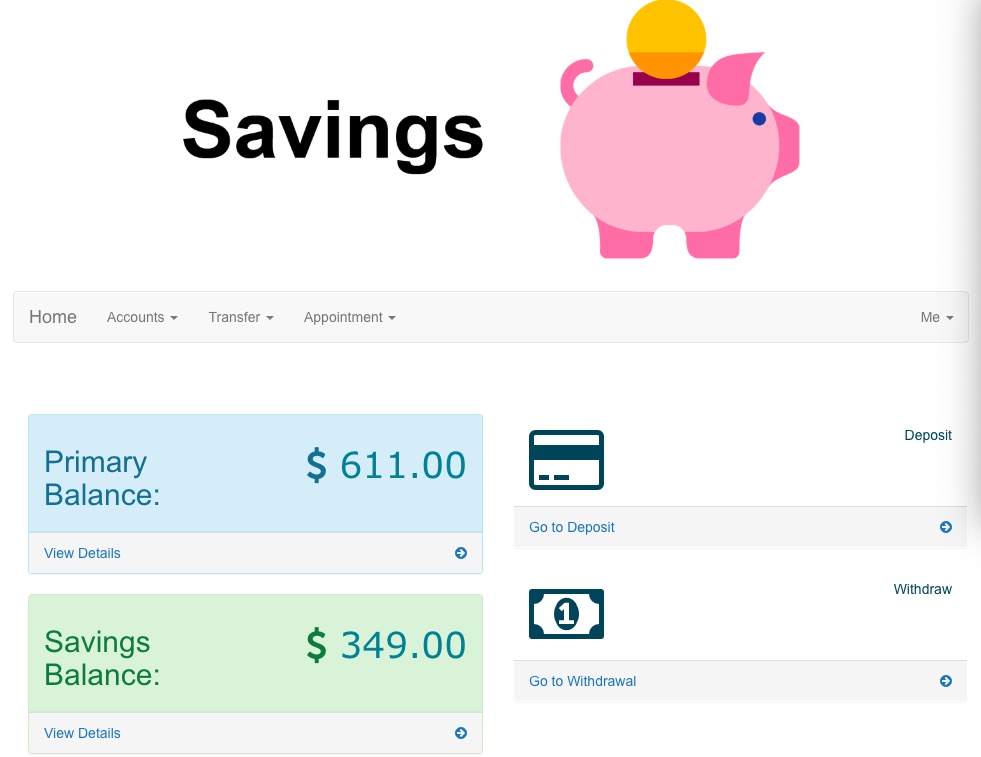 Savings
Home Accounts Transfer Appointment Me
Primary
Balance:
$ 611.00
View Details
Savings
Balance:
$ 349.00
View Details
Deposit
Go to Deposit
1
Withdraw
Go to Withdrawal